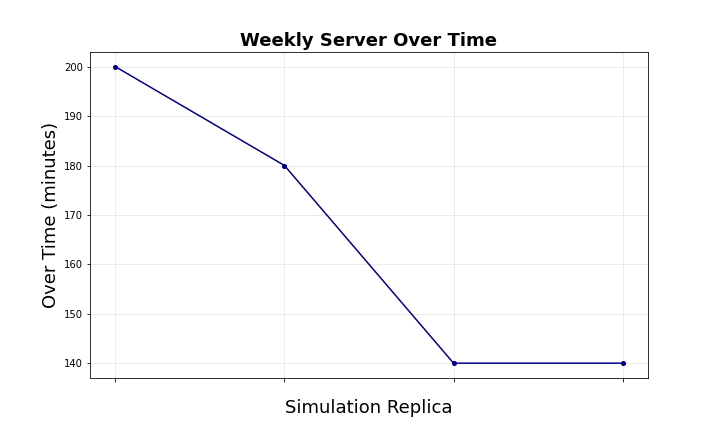 Weekly Server Over Time
Over Time (minutes)
200
190
180
170
160
150
140
Simulation Replica